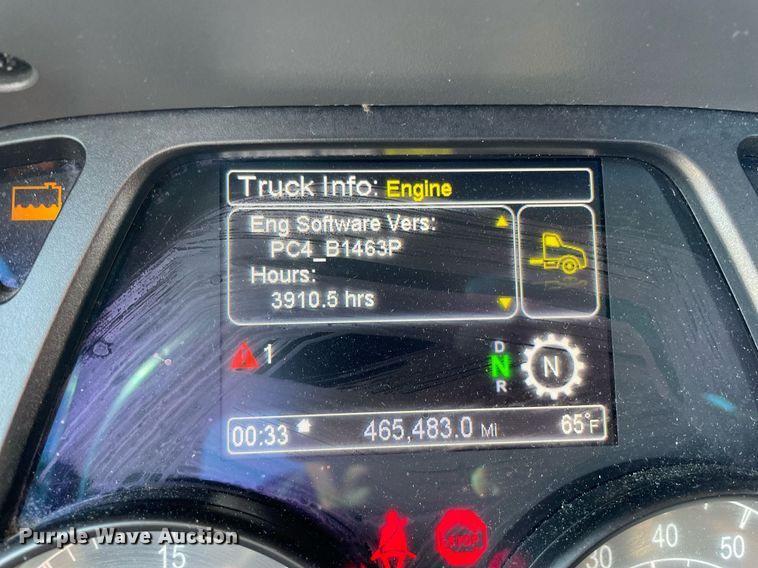 Truck Info: Engine
Eng Software Vers:
PC4_B1463P
Hours:
3910.5 hrs
1
D
N
R
N
00:33 465,483.0 MI 65°F
Purple Wave Auction
15
30 40 50